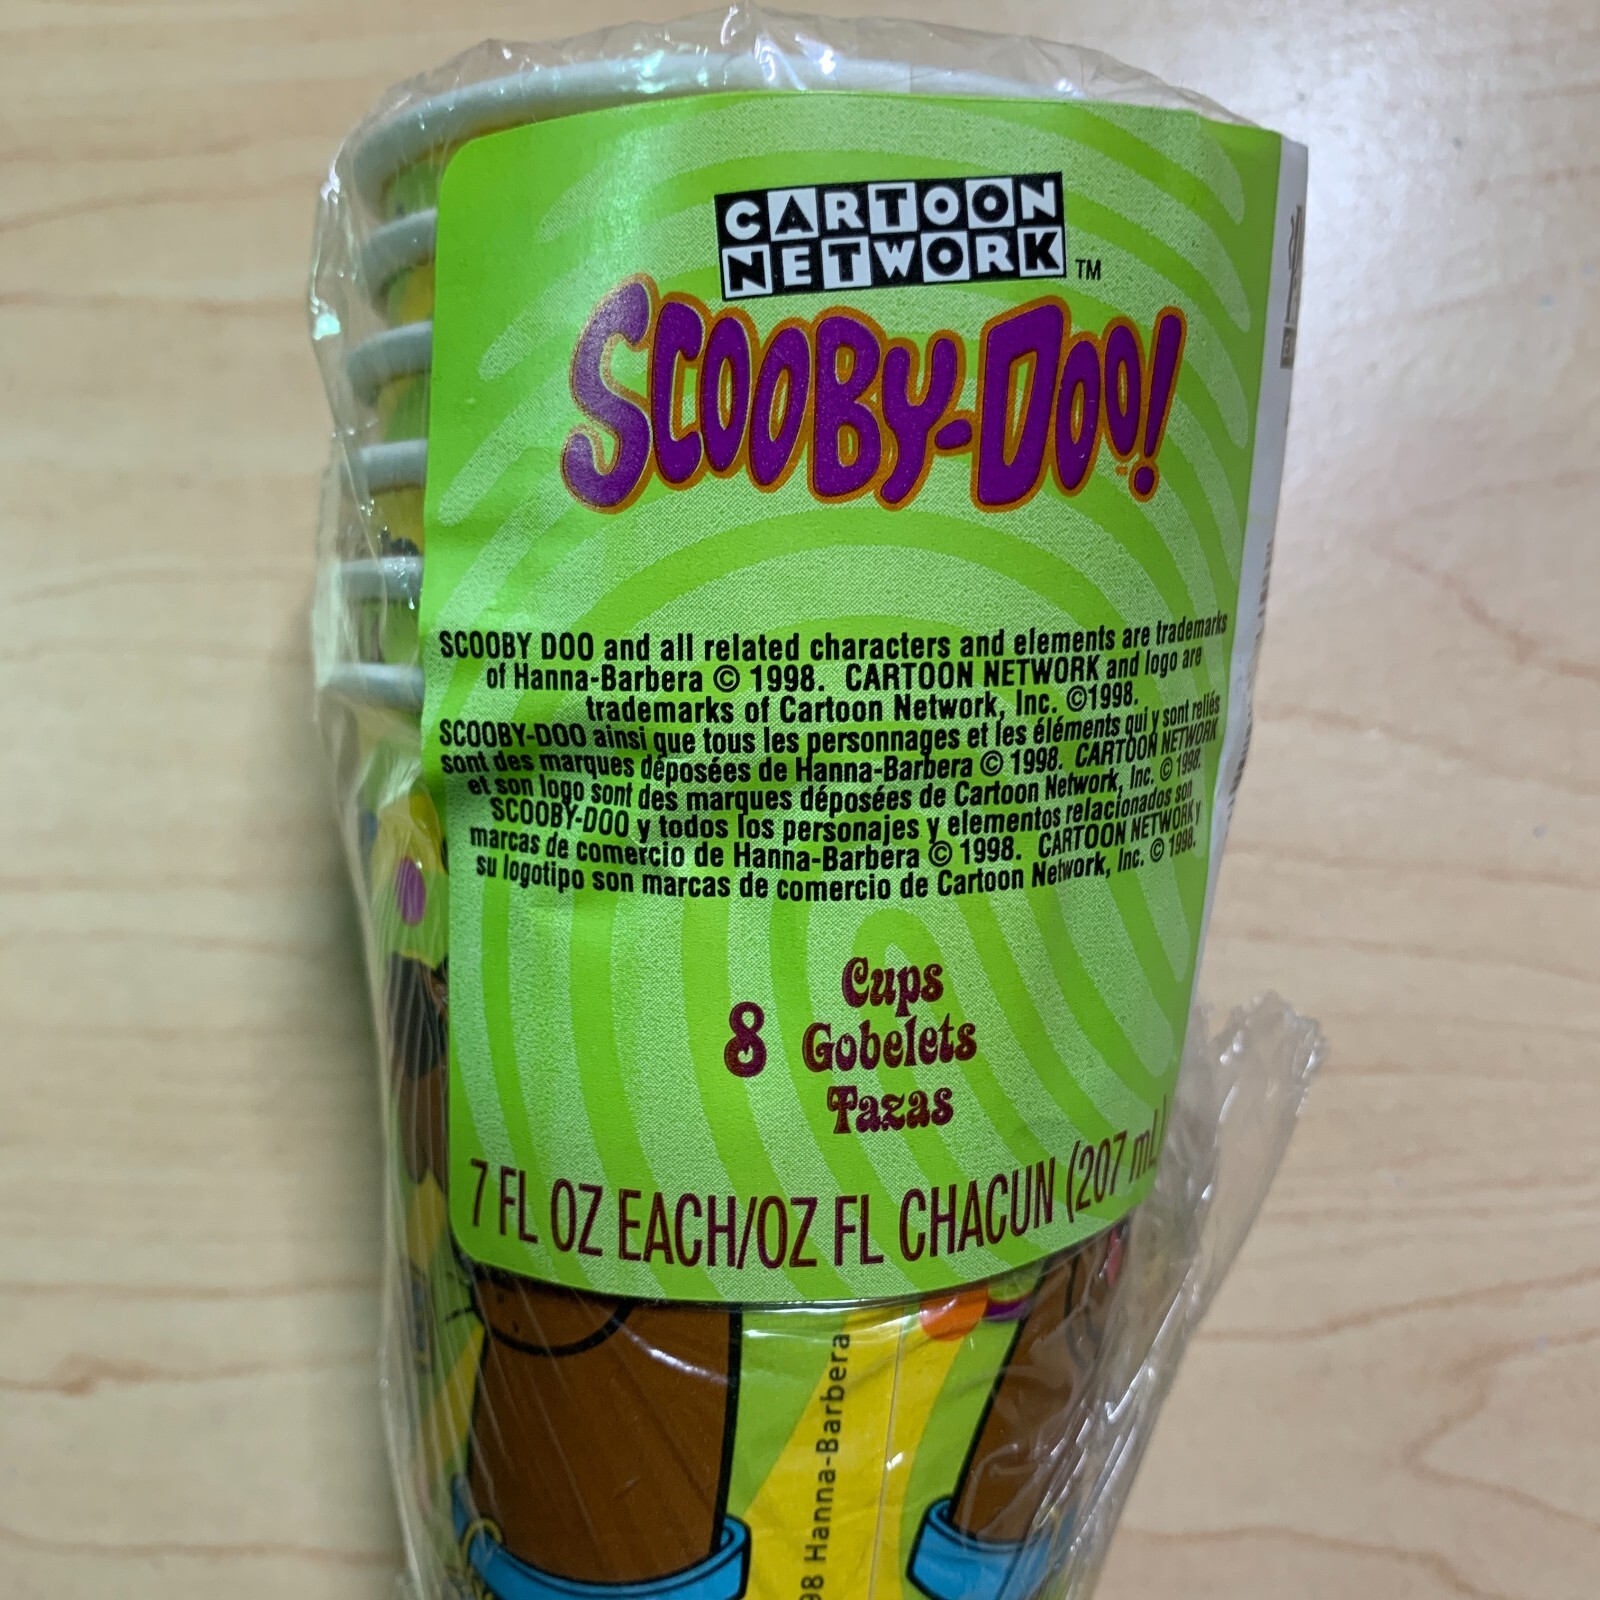 CARTOON
NETWORK TM
SCOOBY-DOO!
SCOOBY DOO and all related characters and elements are trademarks
of Hanna-Barbera © 1998. CARTOON NETWORK and logo are
trademarks of Cartoon Network, Inc. ©1998.
SCOOBY-DOO ainsi que tous les personnages et les éléments qui y sont reliés
sont des marques déposées de Hanna-Barbera © 1998. CARTOON NETWORK
et son logo sont des marques déposées de Cartoon Network, Inc. © 1998.
SCOOBY-DOO y todos los personajes y elementos relacionados son
marcas de comercio de Hanna-Barbera © 1998. CARTOON NETWORK y
su logotipo son marcas de comercio de Cartoon Network, Inc. © 1998.
8 Cups
Gobelets
Tazas
7 FL OZ EACH/OZ FL CHACUN (207 mL)
98 Hanna-Barbera